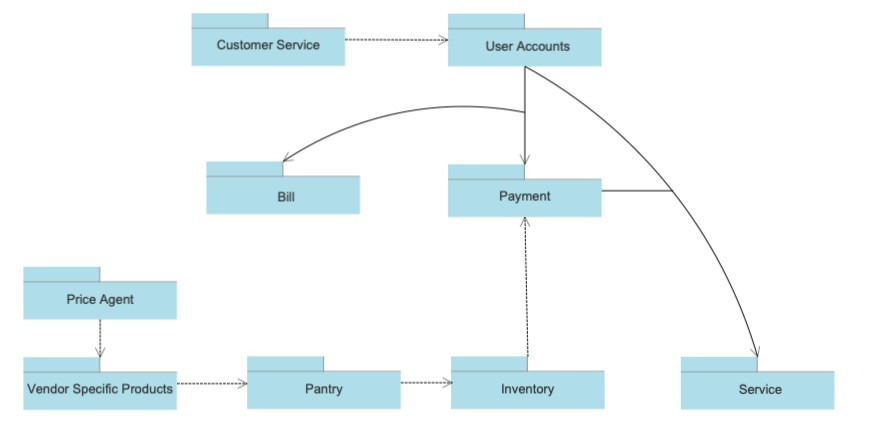 Customer Service
User Accounts
Bill
Payment
Price Agent
Vendor Specific Products
Pantry
Inventory
Service